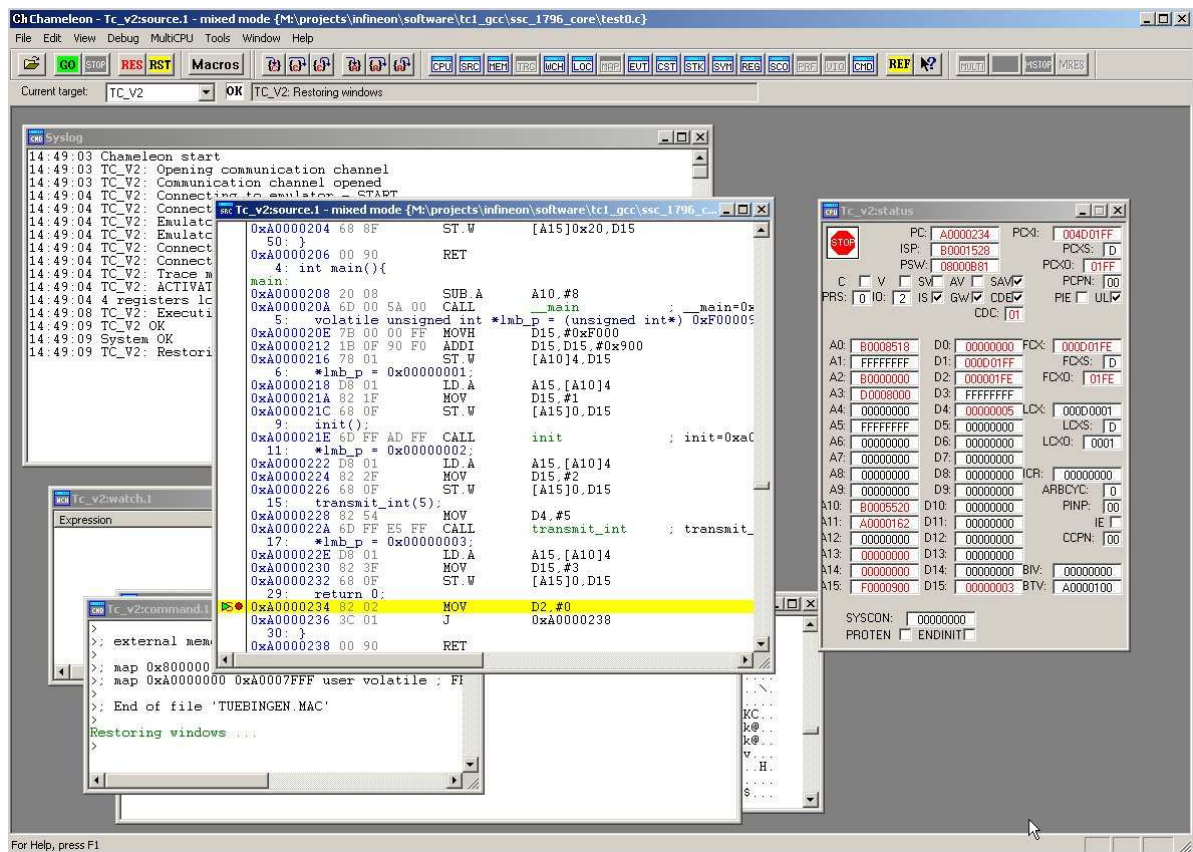 Ch Chameleon - Tc_v2:source.1 - mixed mode {M:\projects\infineon\software\tc1_gcc\ssc_1796_core\test0.c}
File Edit View Debug MultiCPU Tools Window Help
GO STOP RES RST Macros CPU SRC MEM TRG WCH LOC MAP EVT CST STK SYM REG SCO PRF VIO CMD REF MULTI MSTOP MRES
Current target: TC_V2 OK TC_V2: Restoring windows
CMD Syslog
14:49:03 Chameleon start
14:49:03 TC_V2: Opening communication channel
14:49:03 TC_V2: Communication channel opened
14:49:04 TC_V2: Connecting to emulator - START
14:49:04 TC_V2: Connect
14:49:04 TC_V2: Emulato
14:49:04 TC_V2: Emulato
14:49:04 TC_V2: Connect
14:49:04 TC_V2: Connect
14:49:04 TC_V2: Trace m
14:49:04 TC_V2: ACTIVAT
14:49:04 4 registers lo
14:49:08 TC_V2: Executi
14:49:09 TC_V2 OK
14:49:09 System OK
14:49:09 TC_V2: Restori
SRC Tc_v2:source.1 - mixed mode {M:\projects\infineon\software\tc1_gcc\ssc_1796_c...
0xA0000204 68 8F ST.W [A15]0x20,D15
50: }
0xA0000206 00 90 RET
4: int main(){
main:
0xA0000208 20 08 SUB.A A10,#8
0xA000020A 6D 00 5A 00 CALL __main ; __main=0x
5: volatile unsigned int *lmb_p = (unsigned int*) 0xF00009
0xA000020E 7B 00 00 FF MOVH D15,#0xF000
0xA0000212 1B 0F 90 F0 ADDI D15,D15,#0x900
0xA0000216 78 01 ST.W [A10]4,D15
6: *lmb_p = 0x00000001;
0xA0000218 D8 01 LD.A A15,[A10]4
0xA000021A 82 1F MOV D15,#1
0xA000021C 68 0F ST.W [A15]0,D15
9: init();
0xA000021E 6D FF AD FF CALL init ; init=0xa0
11: *lmb_p = 0x00000002;
0xA0000222 D8 01 LD.A A15,[A10]4
0xA0000224 82 2F MOV D15,#2
0xA0000226 68 0F ST.W [A15]0,D15
15: transmit_int(5);
0xA0000228 82 54 MOV D4,#5
0xA000022A 6D FF E5 FF CALL transmit_int ; transmit_
17: *lmb_p = 0x00000003;
0xA000022E D8 01 LD.A A15,[A10]4
0xA0000230 82 3F MOV D15,#3
0xA0000232 68 0F ST.W [A15]0,D15
29: return 0;
0xA0000234 82 02 MOV D2,#0
0xA0000236 3C 01 J 0xA0000238
30: }
0xA0000238 00 90 RET
CPU Tc_v2:status
STOP PC: A0000234 PCXI: 004D01FF
ISP: B0001528 PCXS: D
PSW: 08000B81 PCXO: 01FF
C V SV AV SAV PCPN: 00
PRS: 0 IO: 2 IS GW CDE PIE UL
CDC: 01
A0: B0008518 D0: 00000000 FCX: 000D01FE
A1: FFFFFFFF D1: 000D01FF FCXS: D
A2: B0000000 D2: 000001FE FCXO: 01FE
A3: D0008000 D3: FFFFFFFF
A4: 00000000 D4: 00000005 LCX: 000D0001
A5: FFFFFFFF D5: 00000000 LCXS: D
A6: 00000000 D6: 00000000 LCXO: 0001
A7: 00000000 D7: 00000000
A8: 00000000 D8: 00000000 ICR: 00000000
A9: 00000000 D9: 00000000 ARBCYC: 0
A10: B0005520 D10: 00000000 PINP: 00
A11: A0000162 D11: 00000000 IE
A12: 00000000 D12: 00000000 CCPN: 00
A13: 00000000 D13: 00000000
A14: 00000000 D14: 00000000 BIV: 00000000
A15: F0000900 D15: 00000003 BTV: A0000100
SYSCON: 00000000
PROTEN ENDINIT
WCH Tc_v2:watch.1
Expression
CMD Tc_v2:command.1
>
>; external mem
>
>; map 0x800000
>; map 0xA0000000 0xA0007FFF user volatile ; Fl
>
>; End of file 'TUEBINGEN.MAC'
>
Restoring windows ...
>
....
..\.
....
KC..
k@..
k@..
v...
..H.
....
$...
For Help, press F1